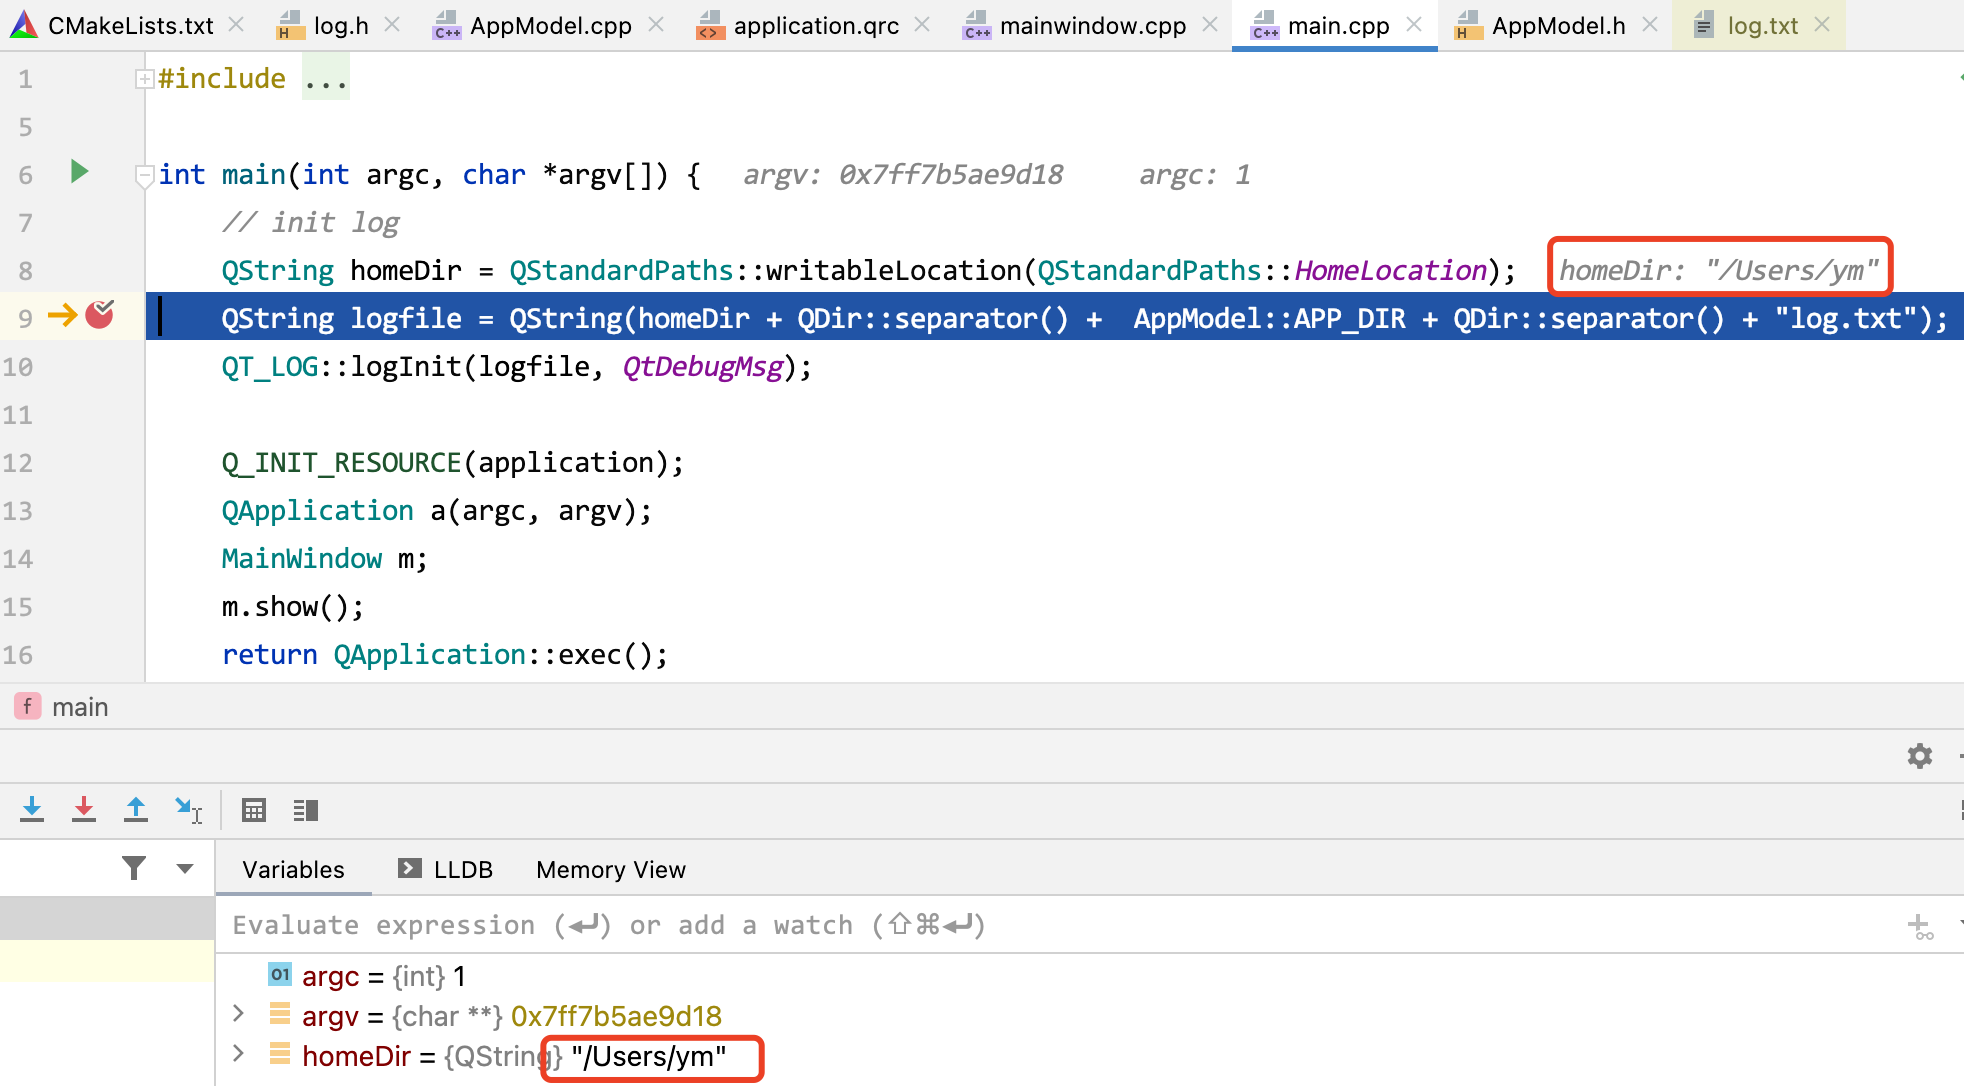 CMakeLists.txt log.h AppModel.cpp application.qrc mainwindow.cpp main.cpp AppModel.h log.txt
1 #include ...
5
6 int main(int argc, char *argv[]) { argv: 0x7ff7b5ae9d18 argc: 1
7 // init log
8 QString homeDir = QStandardPaths::writableLocation(QStandardPaths::HomeLocation); homeDir: "/Users/ym"
9 QString logfile = QString(homeDir + QDir::separator() + AppModel::APP_DIR + QDir::separator() + "log.txt");
10 QT_LOG::logInit(logfile, QtDebugMsg);
11
12 Q_INIT_RESOURCE(application);
13 QApplication a(argc, argv);
14 MainWindow m;
15 m.show();
16 return QApplication::exec();
f main
Variables LLDB Memory View
Evaluate expression (↵) or add a watch (⇧⌘↵)
01 argc = {int} 1
argv = {char **} 0x7ff7b5ae9d18
homeDir = {QString} "/Users/ym"